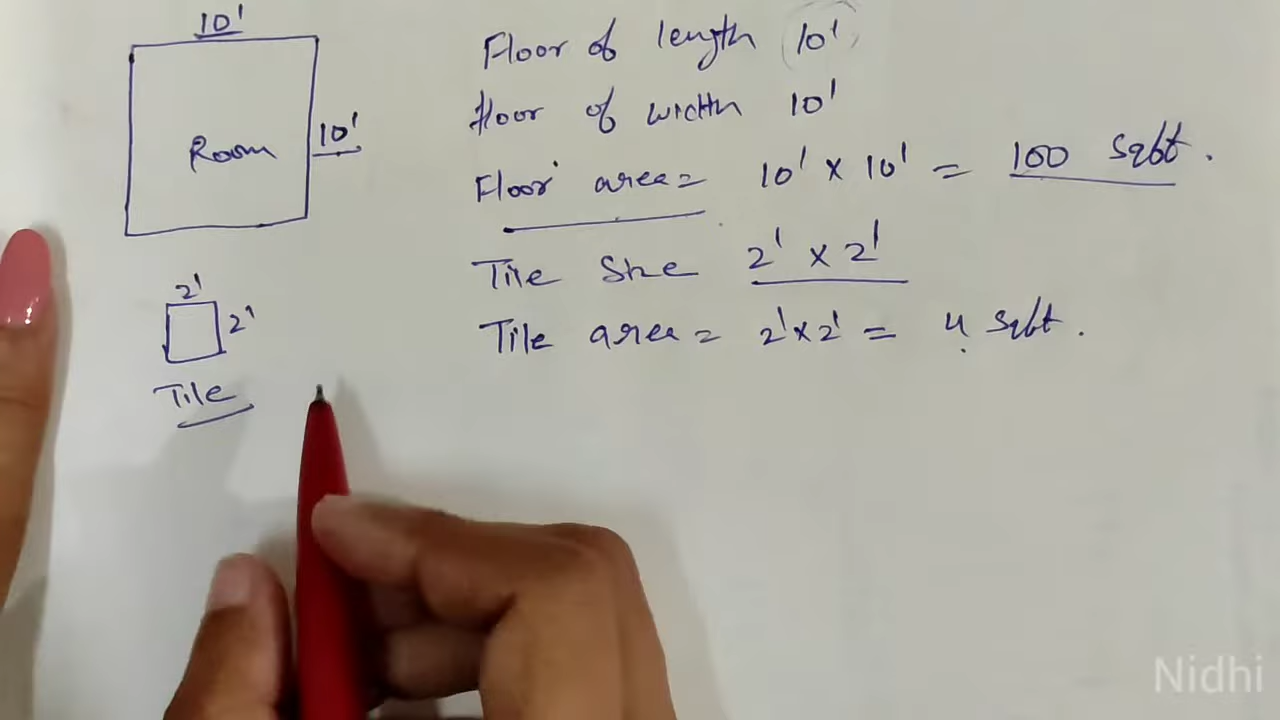 10'
Room
10'
Floor of length 10'
floor of width 10'
Floor area = 10' x 10' = 100 Sqft.
Tile Size 2' x 2'
Tile area = 2' x 2' = 4 Sqft.
2'
2'
Tile
Nidhi